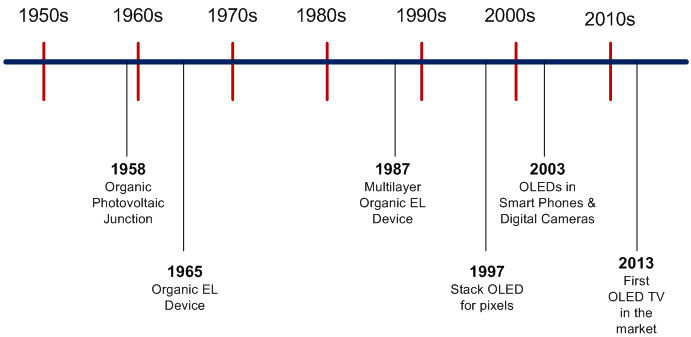 1950s 1960s 1970s 1980s 1990s 2000s 2010s
1958
Organic
Photovoltaic
Junction
1965
Organic EL
Device
1987
Multilayer
Organic EL
Device
1997
Stack OLED
for pixels
2003
OLEDs in
Smart Phones &
Digital Cameras
2013
First
OLED TV
in the
market